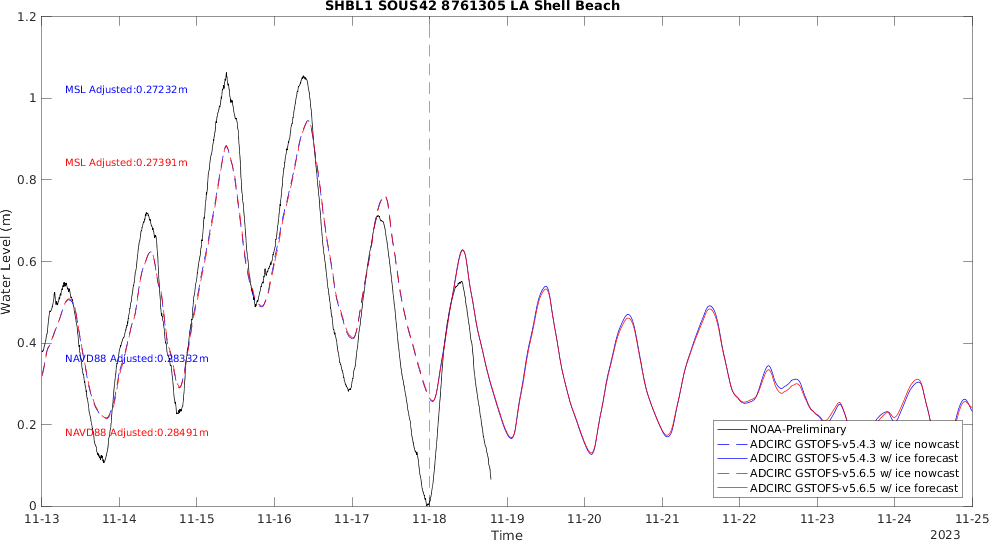 SHBL1 SOUS42 8761305 LA Shell Beach
1.2
1
0.8
0.6
0.4
0.2
0
Water Level (m)
MSL Adjusted:0.27232m
MSL Adjusted:0.27391m
NAVD88 Adjusted:0.28332m
NAVD88 Adjusted:0.28491m
NOAA-Preliminary
ADCIRC GSTOFS-v5.4.3 w/ ice nowcast
ADCIRC GSTOFS-v5.4.3 w/ ice forecast
ADCIRC GSTOFS-v5.6.5 w/ ice nowcast
ADCIRC GSTOFS-v5.6.5 w/ ice forecast
11-13 11-14 11-15 11-16 11-17 11-18 11-19 11-20 11-21 11-22 11-23 11-24 11-25
Time
2023